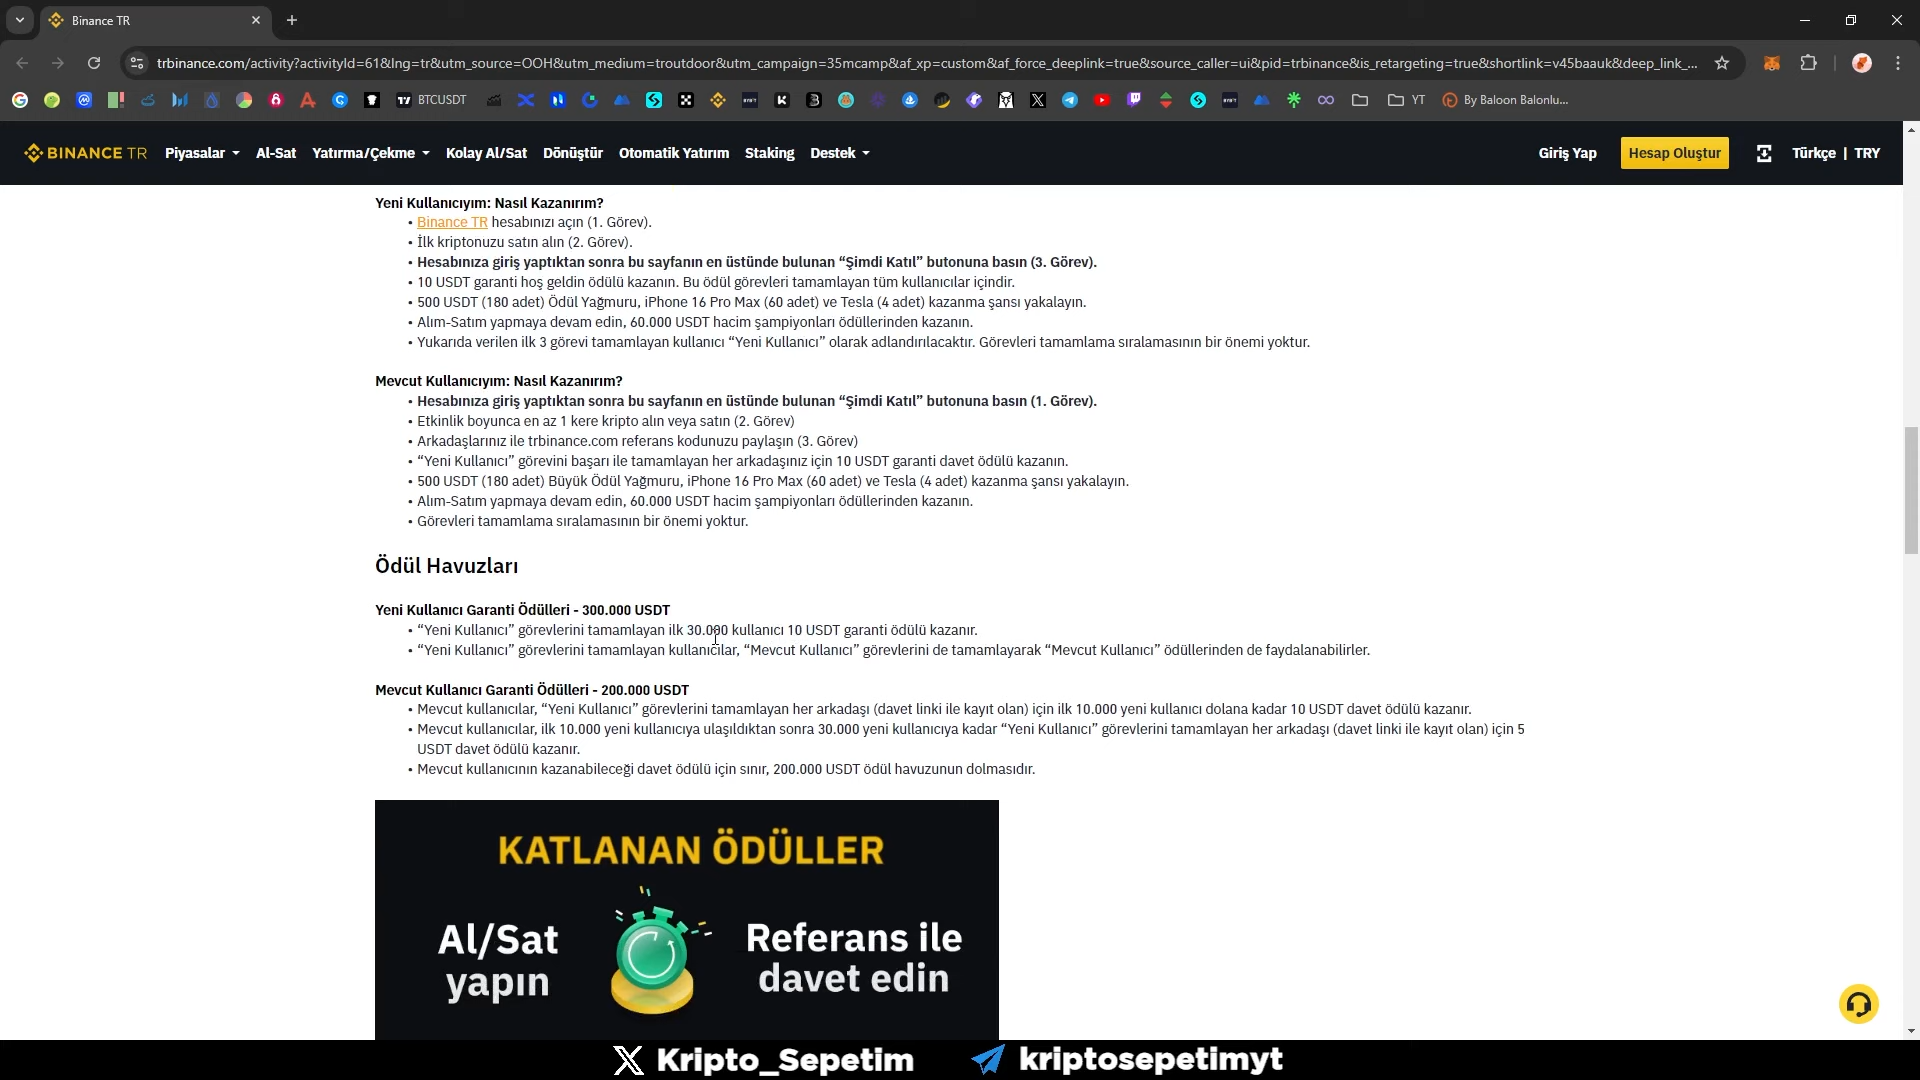 Binance TR
trbinance.com/activity?activityId=61&lng=tr&utm_source=OOH&utm_medium=troutdoor&utm_campaign=35mcamp&af_xp=custom&af_force_deeplink=true&source_caller=ui&pid=trbinance&is_retargeting=true&shortlink=v45baauk&deep_link_...
BTCUSDT
YT
By Baloon Balonlu...
BINANCE TR Piyasalar Al-Sat Yatırma/Çekme Kolay Al/Sat Dönüştür Otomatik Yatırım Staking Destek Giriş Yap Hesap Oluştur Türkçe | TRY
Yeni Kullanıcıyım: Nasıl Kazanırım?
• Binance TR hesabınızı açın (1. Görev).
• İlk kriptonuzu satın alın (2. Görev).
• Hesabınıza giriş yaptıktan sonra bu sayfanın en üstünde bulunan “Şimdi Katıl” butonuna basın (3. Görev).
• 10 USDT garanti hoş geldin ödülü kazanın. Bu ödül görevleri tamamlayan tüm kullanıcılar içindir.
• 500 USDT (180 adet) Ödül Yağmuru, iPhone 16 Pro Max (60 adet) ve Tesla (4 adet) kazanma şansı yakalayın.
• Alım-Satım yapmaya devam edin, 60.000 USDT hacim şampiyonları ödüllerinden kazanın.
• Yukarıda verilen ilk 3 görevi tamamlayan kullanıcı “Yeni Kullanıcı” olarak adlandırılacaktır. Görevleri tamamlama sıralamasının bir önemi yoktur.
Mevcut Kullanıcıyım: Nasıl Kazanırım?
• Hesabınıza giriş yaptıktan sonra bu sayfanın en üstünde bulunan “Şimdi Katıl” butonuna basın (1. Görev).
• Etkinlik boyunca en az 1 kere kripto alın veya satın (2. Görev)
• Arkadaşlarınız ile trbinance.com referans kodunuzu paylaşın (3. Görev)
• “Yeni Kullanıcı” görevini başarı ile tamamlayan her arkadaşınız için 10 USDT garanti davet ödülü kazanın.
• 500 USDT (180 adet) Büyük Ödül Yağmuru, iPhone 16 Pro Max (60 adet) ve Tesla (4 adet) kazanma şansı yakalayın.
• Alım-Satım yapmaya devam edin, 60.000 USDT hacim şampiyonları ödüllerinden kazanın.
• Görevleri tamamlama sıralamasının bir önemi yoktur.
Ödül Havuzları
Yeni Kullanıcı Garanti Ödülleri - 300.000 USDT
• “Yeni Kullanıcı” görevlerini tamamlayan ilk 30.000 kullanıcı 10 USDT garanti ödülü kazanır.
• “Yeni Kullanıcı” görevlerini tamamlayan kullanıcılar, “Mevcut Kullanıcı” görevlerini de tamamlayarak “Mevcut Kullanıcı” ödüllerinden de faydalanabilirler.
Mevcut Kullanıcı Garanti Ödülleri - 200.000 USDT
• Mevcut kullanıcılar, “Yeni Kullanıcı” görevlerini tamamlayan her arkadaşı (davet linki ile kayıt olan) için ilk 10.000 yeni kullanıcı dolana kadar 10 USDT davet ödülü kazanır.
• Mevcut kullanıcılar, ilk 10.000 yeni kullanıcıya ulaşıldıktan sonra 30.000 yeni kullanıcıya kadar “Yeni Kullanıcı” görevlerini tamamlayan her arkadaşı (davet linki ile kayıt olan) için 5
USDT davet ödülü kazanır.
• Mevcut kullanıcının kazanabileceği davet ödülü için sınır, 200.000 USDT ödül havuzunun dolmasıdır.
KATLANAN ÖDÜLLER
Al/Sat
yapın
Referans ile
davet edin
Kripto_Sepetim kriptosepetimyt